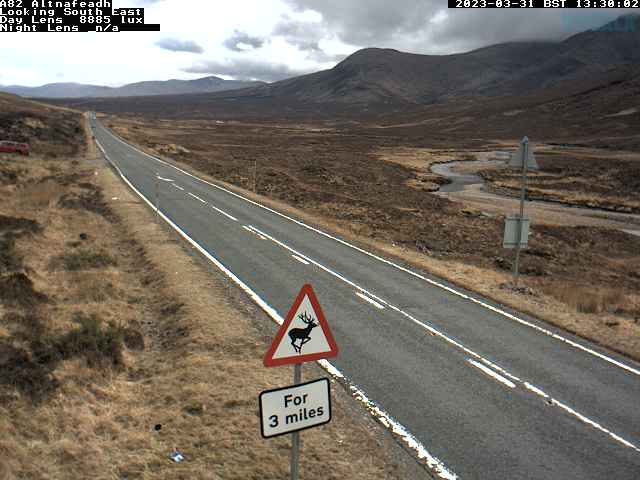 A82 Altnafeadh
Looking South East
Day Lens 8885 lux
Night Lens n/a
2023-03-31 BST 13:30:02
For
3 miles